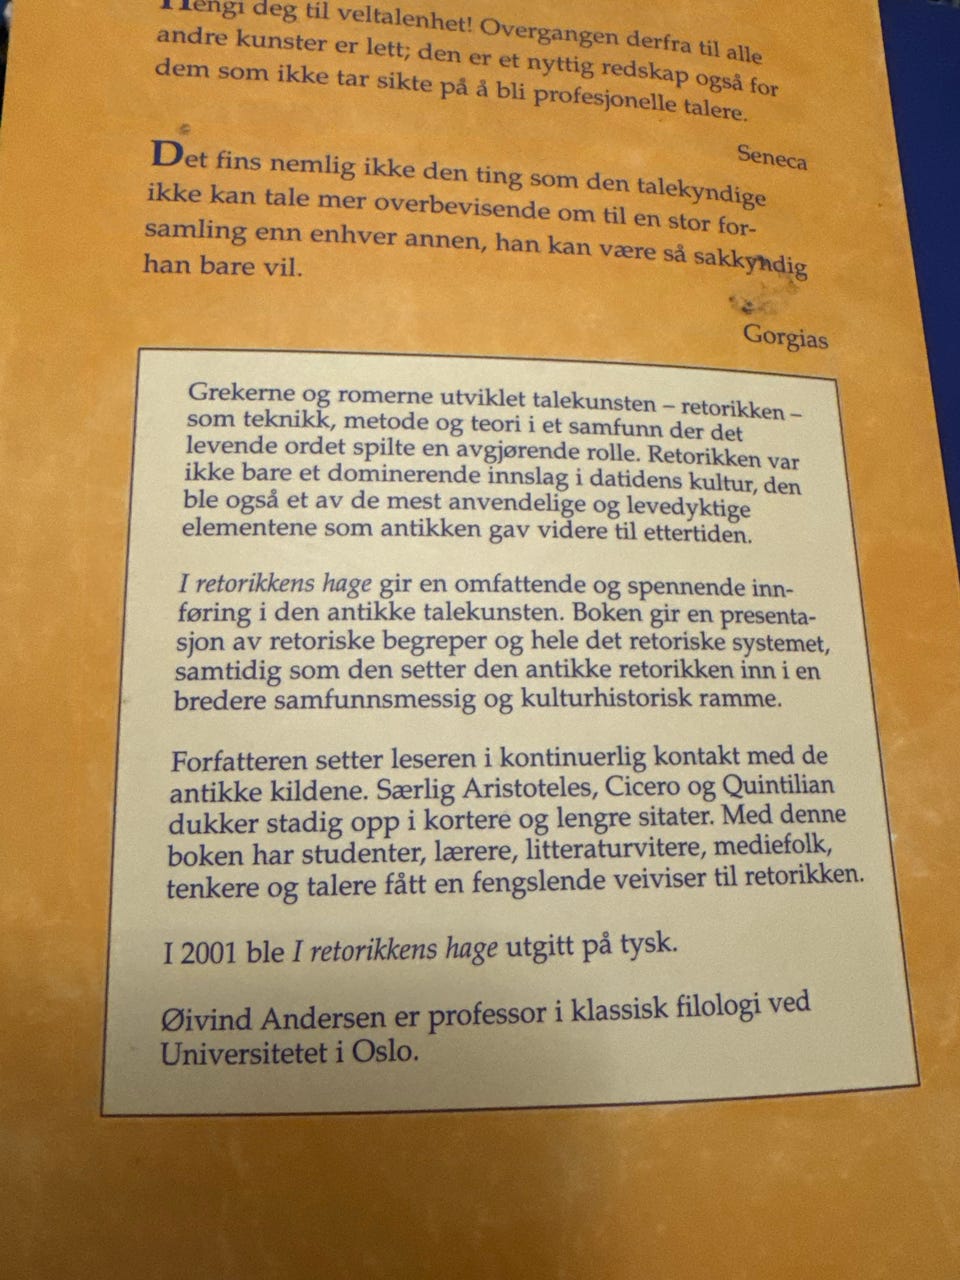 Hengi deg til veltalenhet! Overgangen derfra til alle
andre kunster er lett; den er et nyttig redskap også for
dem som ikke tar sikte på å bli profesjonelle talere.
Seneca
Det fins nemlig ikke den ting som den talekyndige
ikke kan tale mer overbevisende om til en stor for-
samling enn enhver annen, han kan være så sakkyndig
han bare vil.
Gorgias
Grekerne og romerne utviklet talekunsten – retorikken –
som teknikk, metode og teori i et samfunn der det
levende ordet spilte en avgjørende rolle. Retorikken var
ikke bare et dominerende innslag i datidens kultur, den
ble også et av de mest anvendelige og levedyktige
elementene som antikken gav videre til ettertiden.
I retorikkens hage gir en omfattende og spennende inn-
føring i den antikke talekunsten. Boken gir en presenta-
sjon av retoriske begreper og hele det retoriske systemet,
samtidig som den setter den antikke retorikken inn i en
bredere samfunnsmessig og kulturhistorisk ramme.
Forfatteren setter leseren i kontinuerlig kontakt med de
antikke kildene. Særlig Aristoteles, Cicero og Quintilian
dukker stadig opp i kortere og lengre sitater. Med denne
boken har studenter, lærere, litteraturvitere, mediefolk,
tenkere og talere fått en fengslende veiviser til retorikken.
I 2001 ble I retorikkens hage utgitt på tysk.
Øivind Andersen er professor i klassisk filologi ved
Universitetet i Oslo.